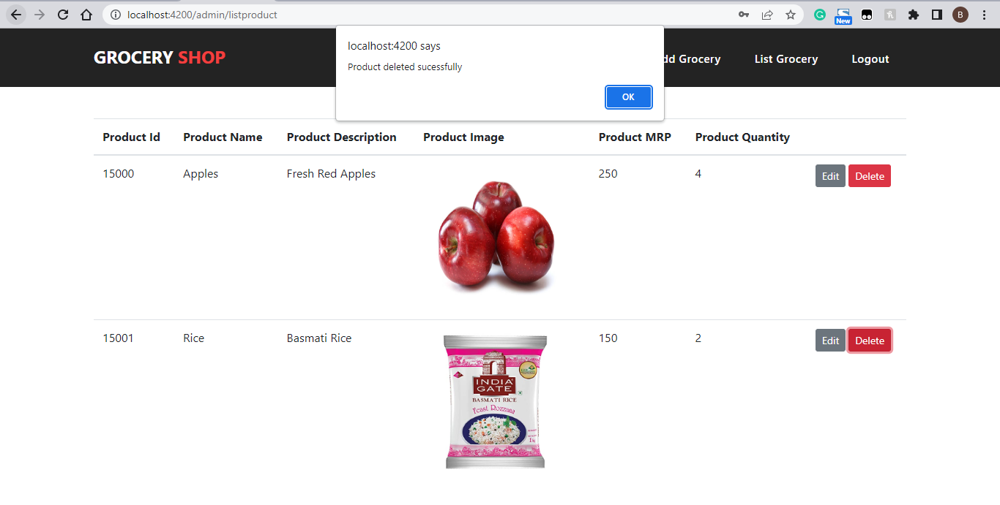 localhost:4200/admin/listproduct
New
B
GROCERY SHOP
localhost:4200 says
Product deleted sucessfully
OK
dd Grocery
List Grocery
Logout
Product Id Product Name Product Description Product Image Product MRP Product Quantity
15000 Apples Fresh Red Apples 250 4 Edit Delete
15001 Rice Basmati Rice 150 2 Edit Delete
INDIA
GATE
BASMATI RICE
Feast Rozzana
1kg